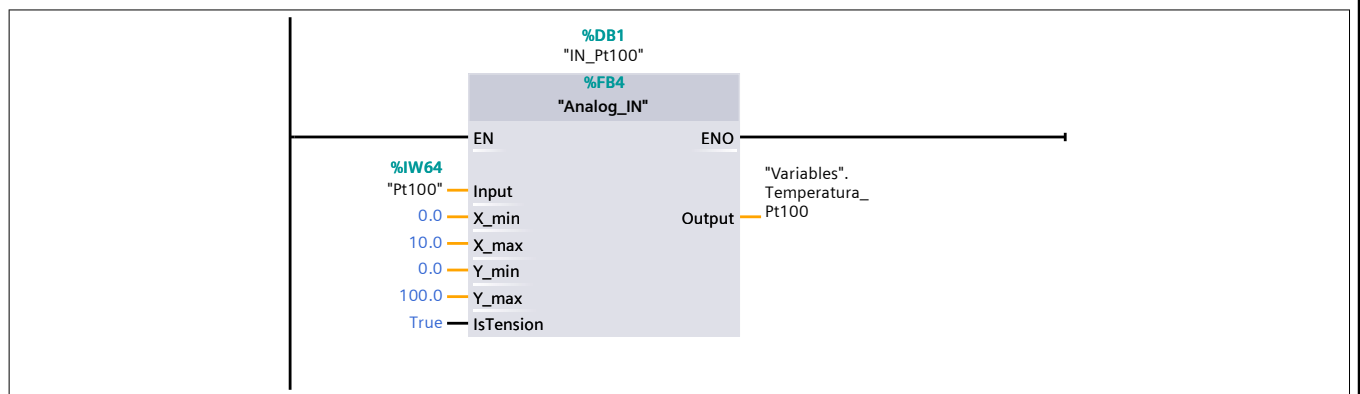 %DB1
"IN_Pt100"
%FB4
"Analog_IN"
EN
ENO
%IW64
"Pt100"
Input
0.0
X_min
10.0
X_max
0.0
Y_min
100.0
Y_max
True
IsTension
Output
"Variables".
Temperatura_
Pt100